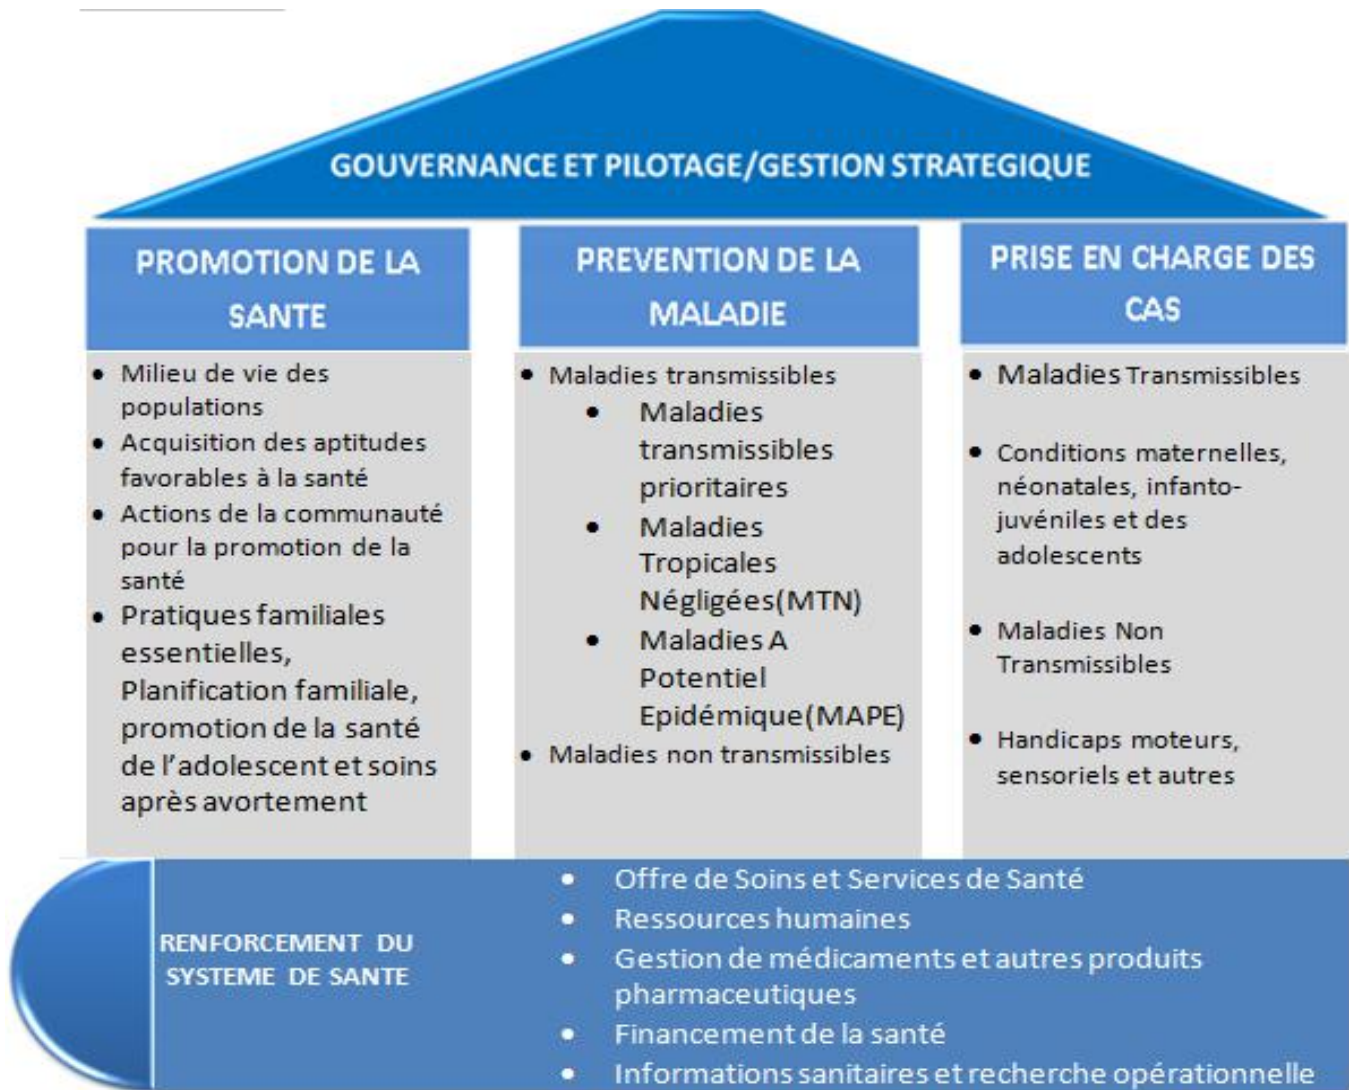 GOUVERNANCE ET PILOTAGE/GESTION STRATEGIQUE
PROMOTION DE LA
SANTE
• Milieu de vie des
populations
• Acquisition des aptitudes
favorables à la santé
• Actions de la communauté
pour la promotion de la
santé
• Pratiques familiales
essentielles,
Planification familiale,
promotion de la santé
de l'adolescent et soins
après avortement
PREVENTION DE LA
MALADIE
• Maladies transmissibles
• Maladies
transmissibles
prioritaires
• Maladies
Tropicales
Négligées(MTN)
• Maladies A
Potentiel
Epidémique(MAPE)
• Maladies non transmissibles
PRISE EN CHARGE DES
CAS
• Maladies Transmissibles
• Conditions maternelles,
néonatales, infanto-
juvéniles et des
adolescents
• Maladies Non
Transmissibles
• Handicaps moteurs,
sensoriels et autres
RENFORCEMENT DU
SYSTEME DE SANTE
• Offre de Soins et Services de Santé
• Ressources humaines
• Gestion de médicaments et autres produits
pharmaceutiques
• Financement de la santé
• Informations sanitaires et recherche opérationnelle